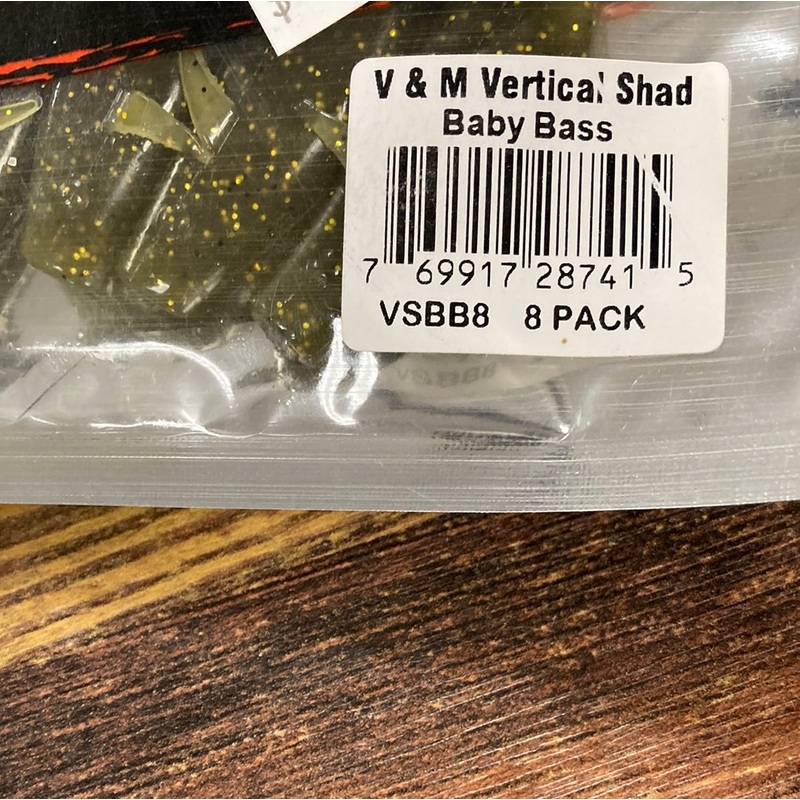 V & M Vertical Shad
Baby Bass
7 69917 28741 5
VSBB8 8 PACK